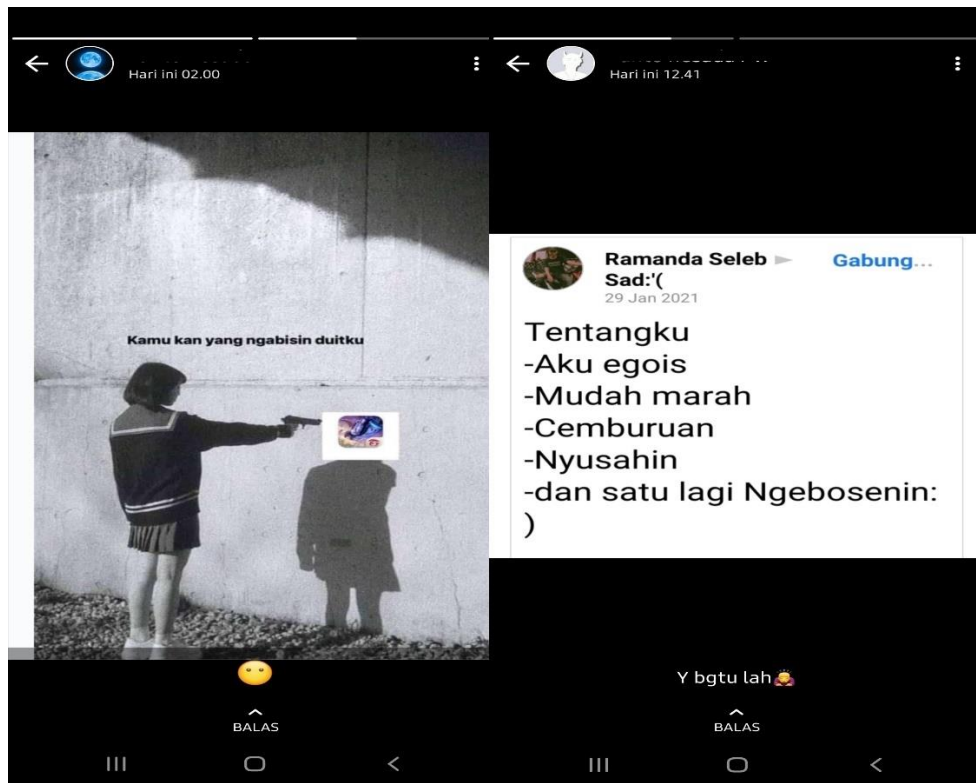 Hari ini 02.00
Kamu kan yang ngabisin duitku
BALAS
Hari ini 12.41
Ramanda Seleb
Sad:'(
Gabung...
29 Jan 2021
Tentangku
-Aku egois
-Mudah marah
-Cemburuan
-Nyusahin
-dan satu lagi Ngebosenin:
)
Y bgtu lah
BALAS